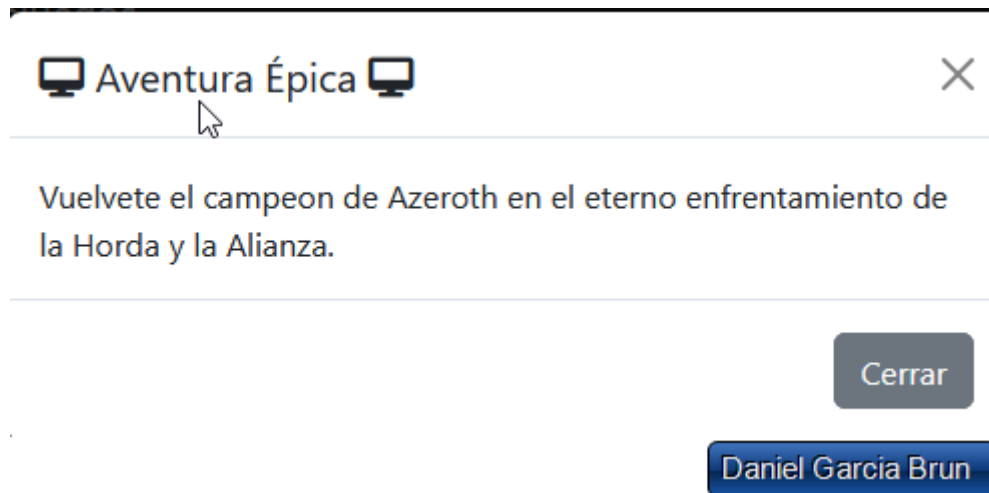 Aventura Épica
Vuelvete el campeon de Azeroth en el eterno enfrentamiento de
la Horda y la Alianza.
Cerrar
Daniel Garcia Brun